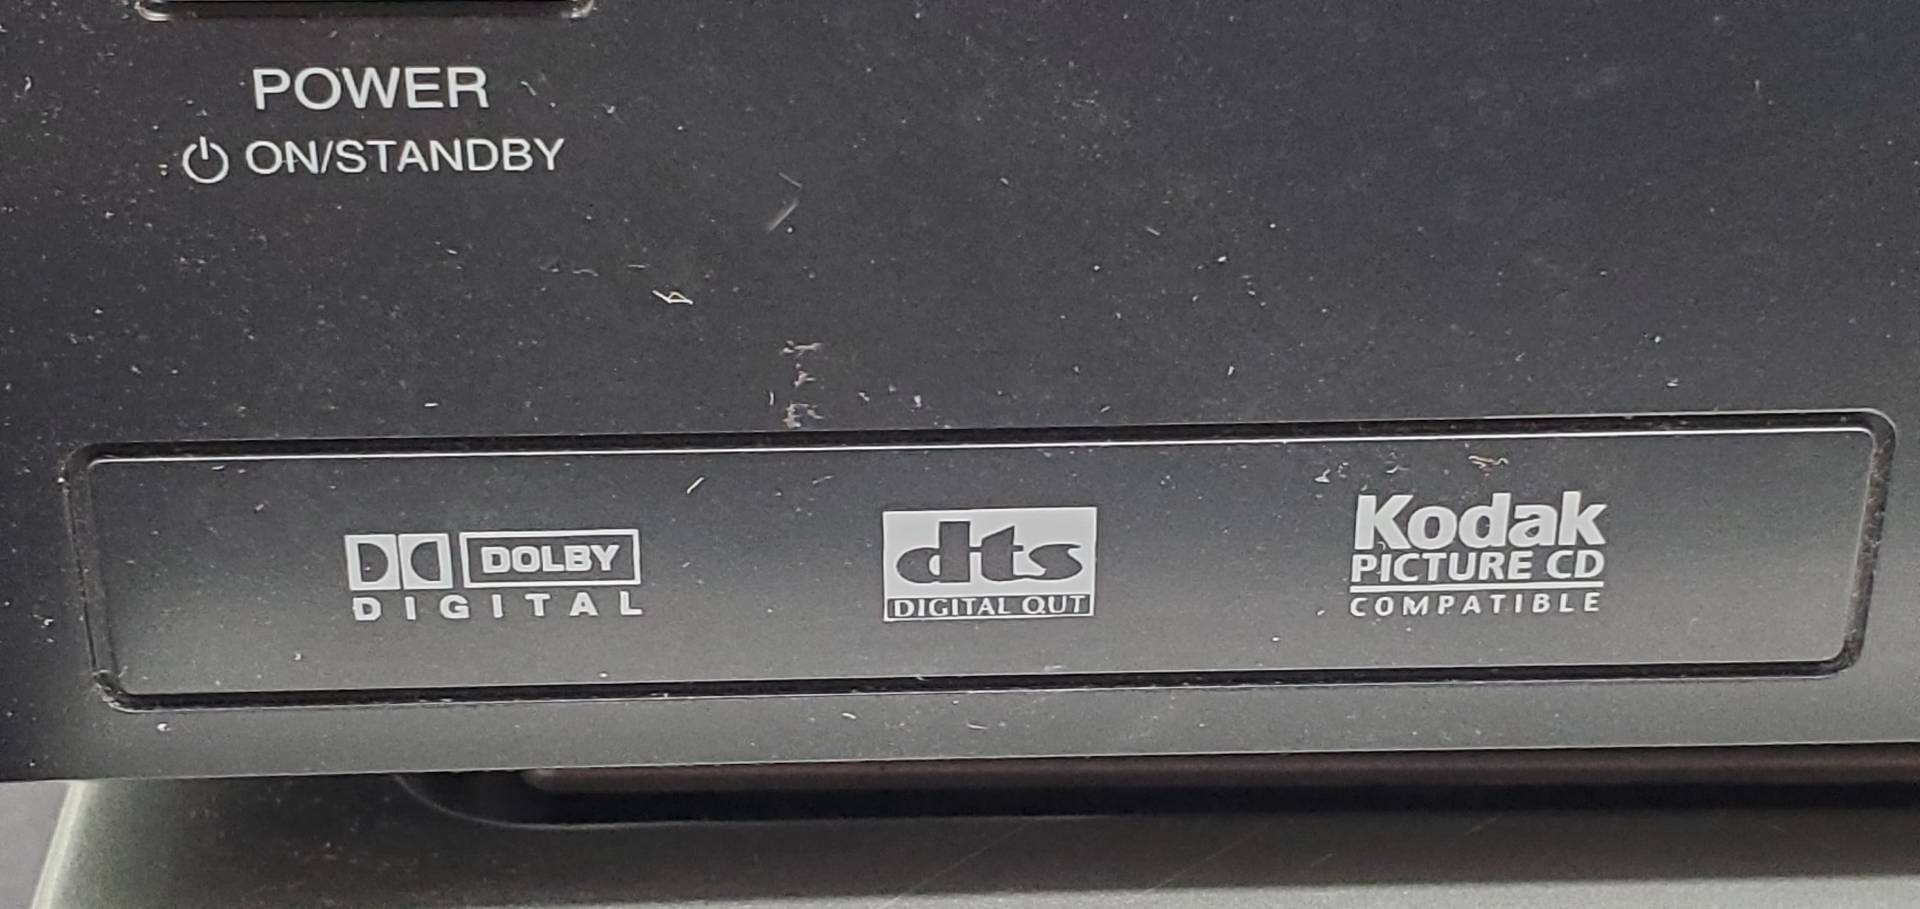 POWER
ON/STANDBY
DOLBY
DIGITAL
dts
DIGITAL OUT
Kodak
PICTURE CD
COMPATIBLE